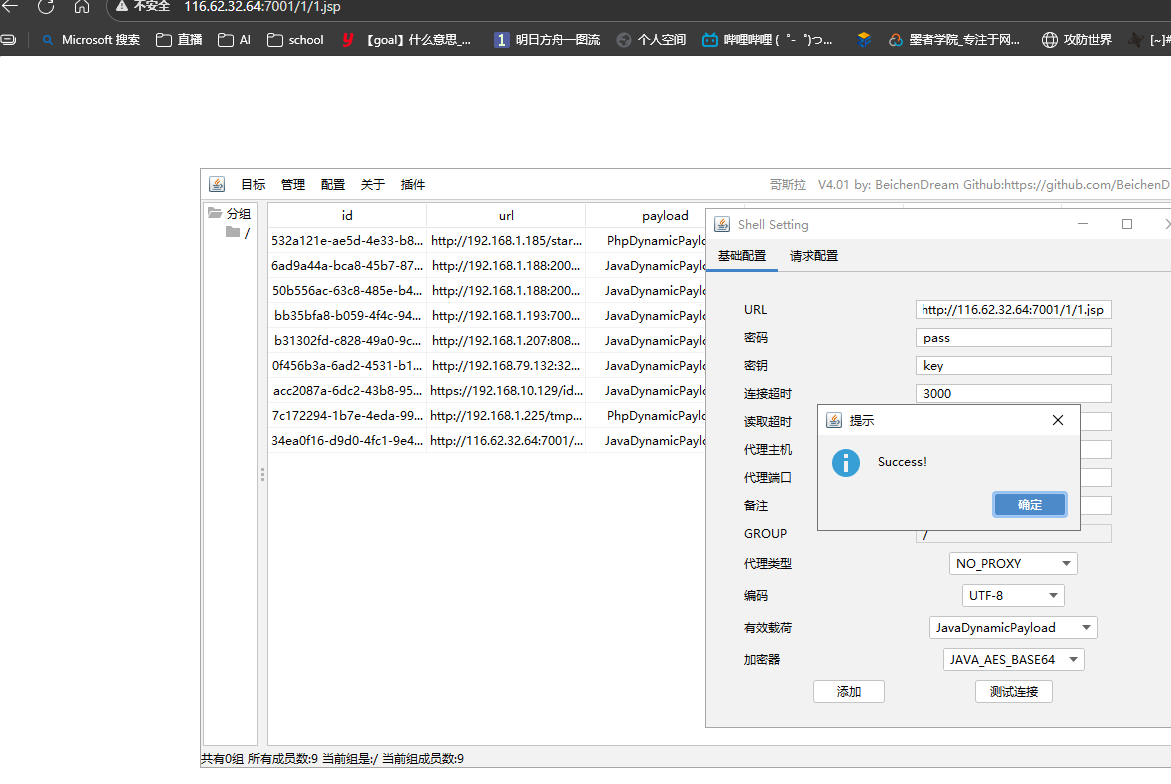 不安全 116.62.32.64:7001/1/1.jsp
Microsoft 搜索 直播 AI school 【goal】什么意思_... 明日方舟一图流 个人空间 哔哩哔哩 (゜-゜)つ... 墨者学院_专注于网... 攻防世界 [~]#
目标 管理 配置 关于 插件 哥斯拉 V4.01 by: BeichenDream Github:https://github.com/BeichenD
分组
/
id url payload
532a121e-ae5d-4e33-b8... http://192.168.1.185/star... PhpDynamicPaylo
6ad9a44a-bca8-45b7-87... http://192.168.1.188:200... JavaDynamicPaylo
50b556ac-63c8-485e-b4... http://192.168.1.188:200... JavaDynamicPaylo
bb35bfa8-b059-4f4c-94... http://192.168.1.193:700... JavaDynamicPaylo
b31302fd-c828-49a0-9c... http://192.168.1.207:808... JavaDynamicPaylo
0f456b3a-6ad2-4531-b1... http://192.168.79.132:32... JavaDynamicPaylo
acc2087a-6dc2-43b8-95... https://192.168.10.129/id... JavaDynamicPaylo
7c172294-1b7e-4eda-99... http://192.168.1.225/tmp... PhpDynamicPaylo
34ea0f16-d9d0-4fc1-9e4... http://116.62.32.64:7001/... JavaDynamicPaylo
Shell Setting
基础配置 请求配置
URL http://116.62.32.64:7001/1/1.jsp
密码 pass
密钥 key
连接超时 3000
读取超时
代理主机
代理端口
备注
GROUP /
代理类型 NO_PROXY
编码 UTF-8
有效载荷 JavaDynamicPayload
加密器 JAVA_AES_BASE64
添加 测试连接
提示
Success!
确定
共有0组 所有成员数:9 当前组是:/ 当前组成员数:9